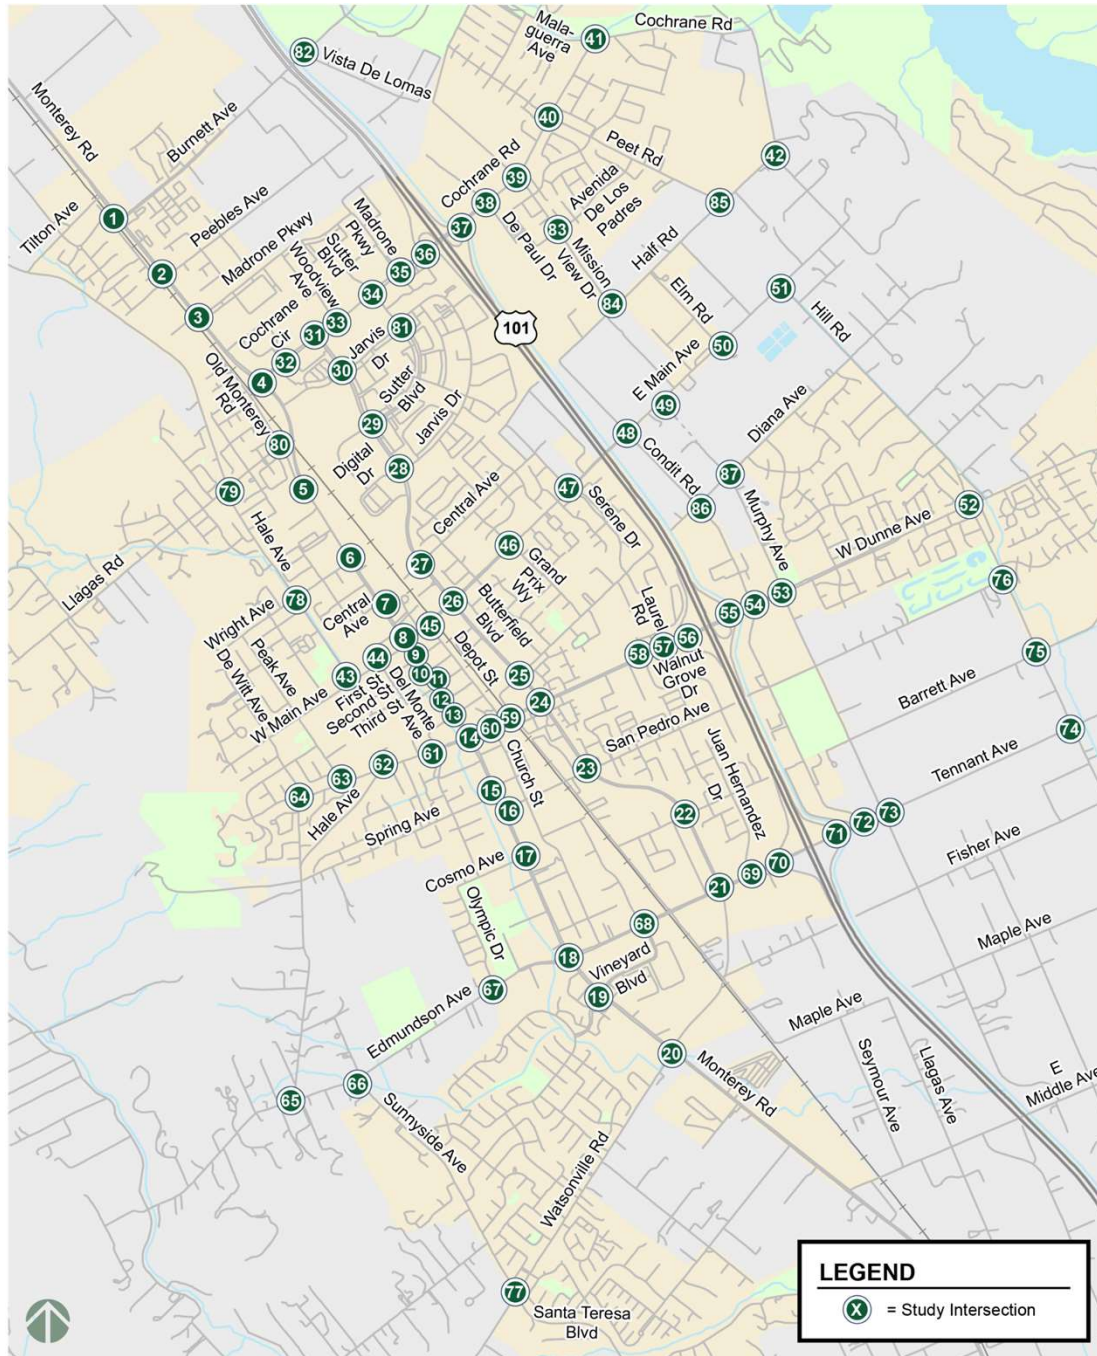 Mala-
guerra
Ave
41
Cochrane Rd
82
Vista De Lomas
Monterey Rd
Burnett Ave
40
Peet Rd
42
Cochrane Rd
39
Avenida
De Los
Padres
85
38
Tilton Ave
1
Peebles Ave
Madrone
Pkwy
37
De Paul Dr
83
Mission
View Dr
Half Rd
Madrone Pkwy
Sutter
Blvd
Woodview
Ave
36
35
2
34
84
51
Elm Rd
Hill Rd
3
Cochrane
Cir
33
31
81
101
32
Jarvis
Dr
30
50
E Main Ave
4
Old Monterey
Rd
Sutter
Blvd
Jarvis Dr
49
Diana Ave
29
48
80
Digital
Dr
28
Condit Rd
79
5
Central Ave
47
Serene Dr
87
86
Murphy Ave
52
W Dunne Ave
Hale Ave
6
46
Grand
Prix
Wy
27
Llagas Rd
76
Wright Ave
78
Central
Ave
7
26
Butterfield
Blvd
Laurel
Rd
55
54
53
45
8
Depot St
56
57
58
75
Peak Ave
De Witt Ave
44
9
10
11
43
First St
Second St
Third St
Del Monte
Ave
25
Walnut
Grove
Dr
Barrett Ave
W Main Ave
12
13
24
59
60
14
San Pedro Ave
74
Tennant Ave
61
62
63
64
Hale Ave
Church St
23
Juan Hernandez
Dr
15
16
22
Spring Ave
73
72
71
Fisher Ave
Cosmo Ave
17
70
69
21
Olympic Dr
68
Maple Ave
18
Vineyard
Blvd
67
19
Edmundson Ave
Maple Ave
20
Monterey Rd
Seymour Ave
Llagas Ave
E
Middle Ave
66
65
Sunnyside Ave
Watsonville Rd
77
Santa Teresa
Blvd
LEGEND
X = Study Intersection